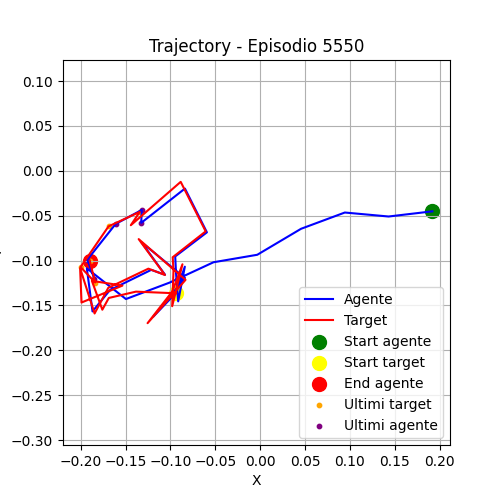 Trajectory - Episodio 5550
0.10
0.05
0.00
−0.05
−0.10
−0.15
−0.20
−0.25
−0.30
−0.20 −0.15 −0.10 −0.05 0.00 0.05 0.10 0.15 0.20
X
Agente
Target
Start agente
Start target
End agente
Ultimi target
Ultimi agente